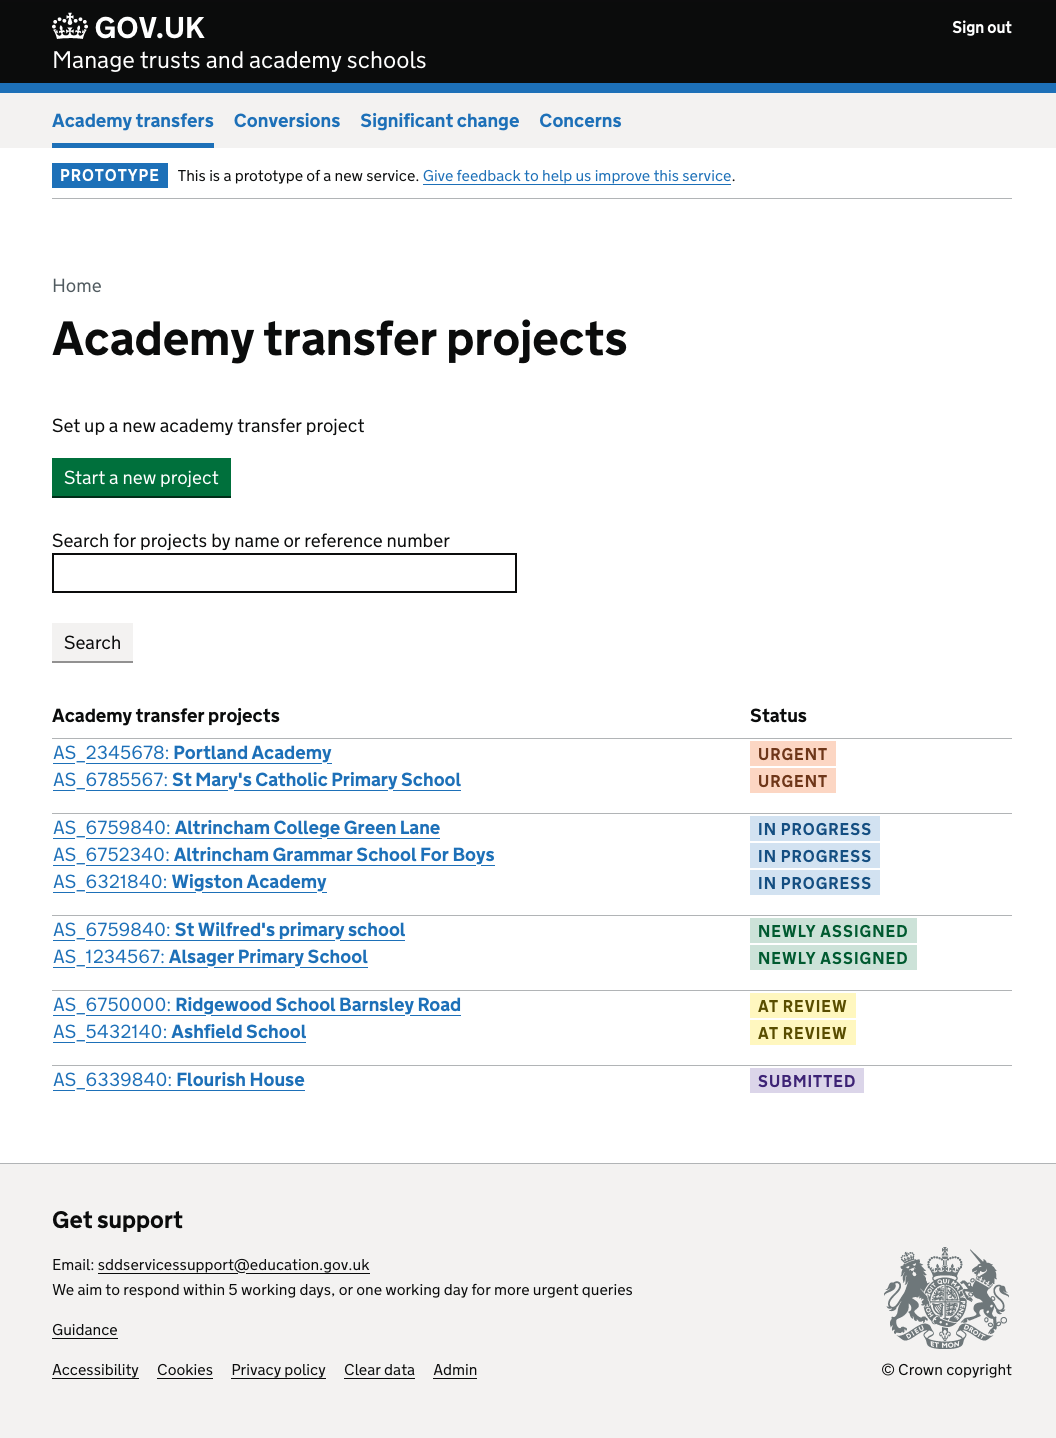 GOV.UK
Sign out
Manage trusts and academy schools
Academy transfers Conversions Significant change Concerns
PROTOTYPE This is a prototype of a new service. Give feedback to help us improve this service.
Home
Academy transfer projects
Set up a new academy transfer project
Start a new project
Search for projects by name or reference number
Search
Academy transfer projects Status
AS_2345678: Portland Academy URGENT
AS_6785567: St Mary's Catholic Primary School URGENT
AS_6759840: Altrincham College Green Lane IN PROGRESS
AS_6752340: Altrincham Grammar School For Boys IN PROGRESS
AS_6321840: Wigston Academy IN PROGRESS
AS_6759840: St Wilfred's primary school NEWLY ASSIGNED
AS_1234567: Alsager Primary School NEWLY ASSIGNED
AS_6750000: Ridgewood School Barnsley Road AT REVIEW
AS_5432140: Ashfield School AT REVIEW
AS_6339840: Flourish House SUBMITTED
Get support
Email: sddservicessupport@education.gov.uk
We aim to respond within 5 working days, or one working day for more urgent queries
Guidance
Accessibility Cookies Privacy policy Clear data Admin
DIEU ET MON DROIT
© Crown copyright